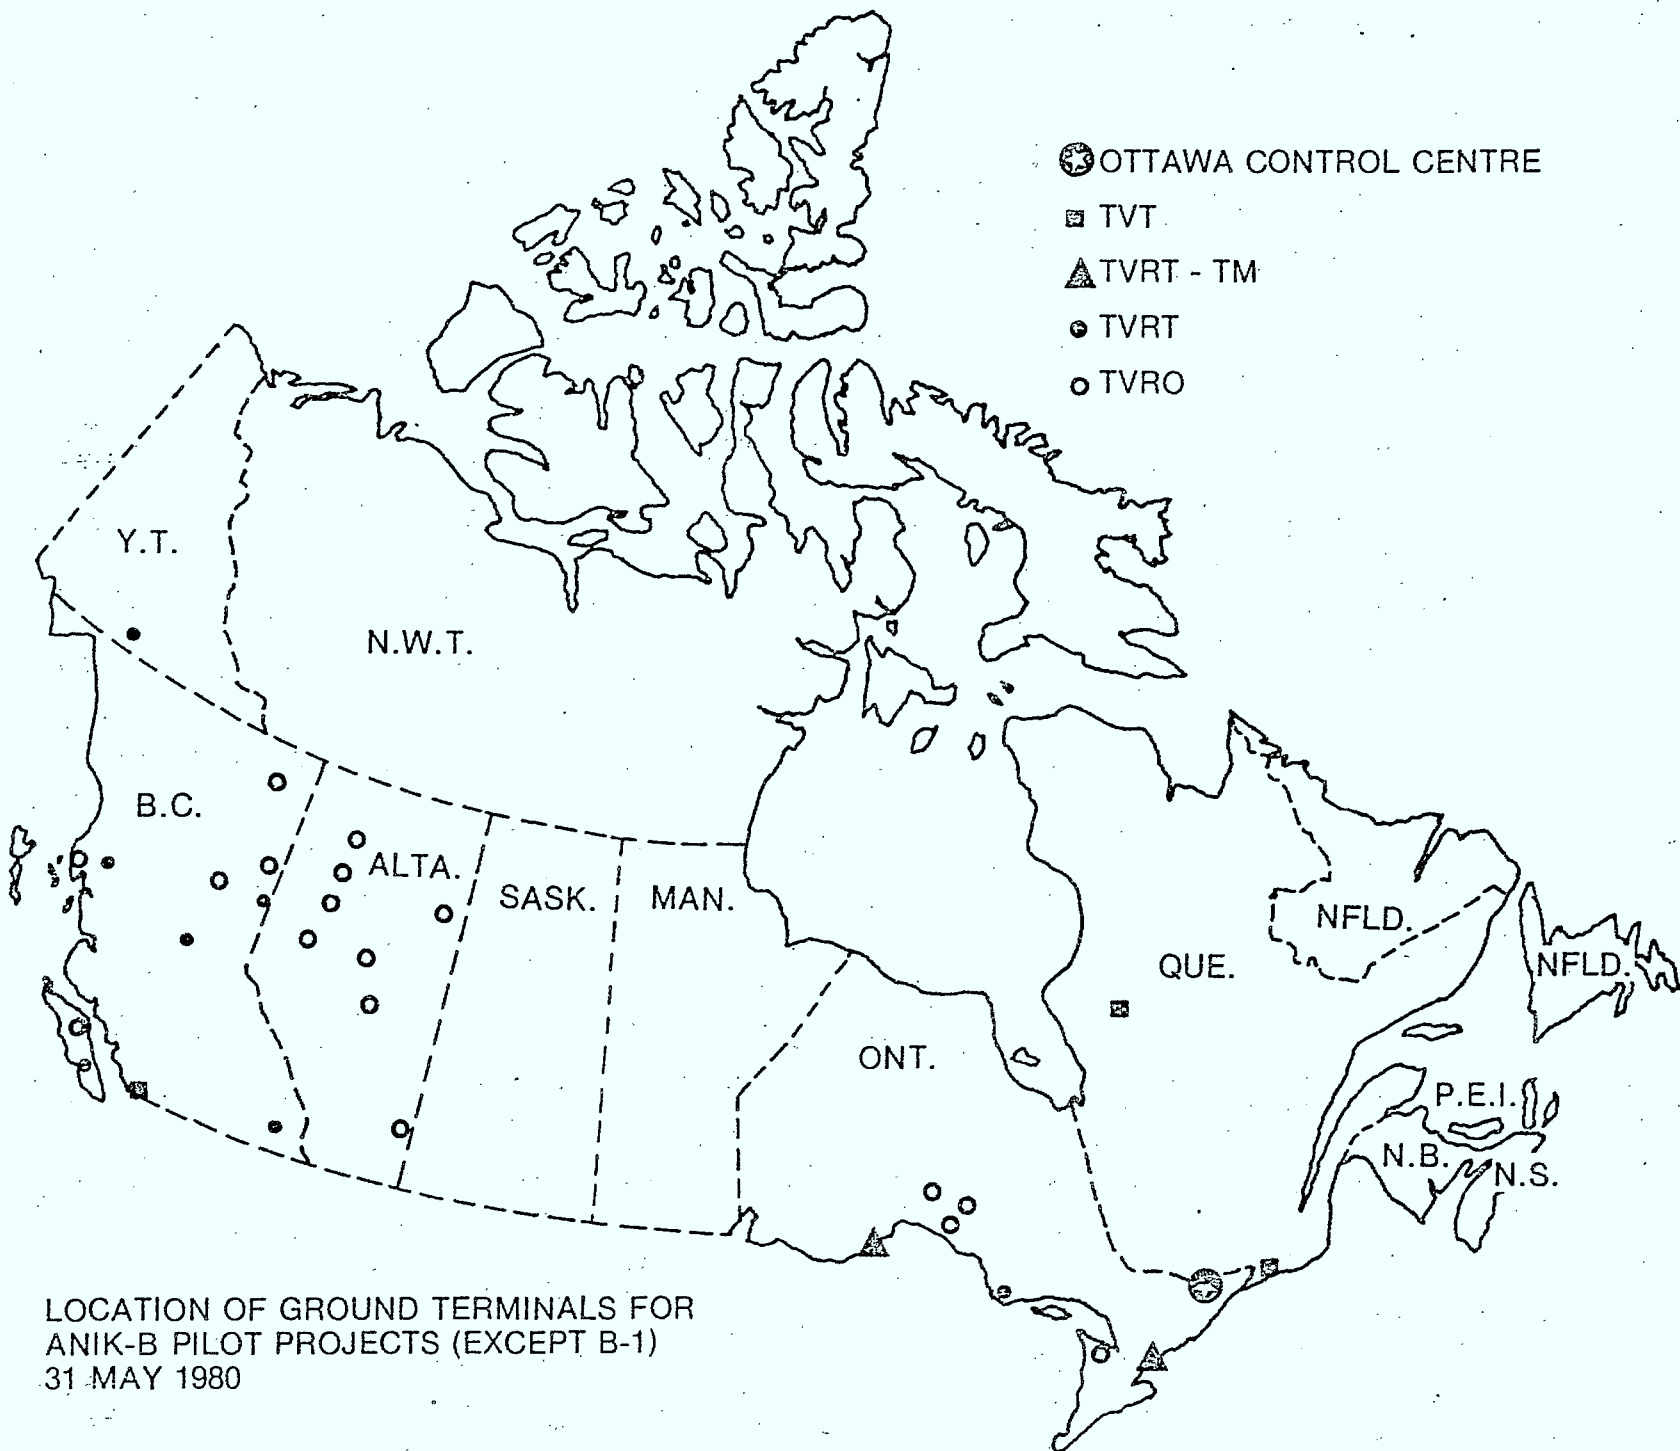 OTTAWA CONTROL CENTRE
TVT
TVRT - TM
TVRT
TVRO
Y.T.
N.W.T.
B.C.
ALTA.
SASK.
MAN.
NFLD.
QUE.
NFLD.
ONT.
P.E.I.
N.B.
N.S.
LOCATION OF GROUND TERMINALS FOR
ANIK-B PILOT PROJECTS (EXCEPT B-1)
31 MAY 1980